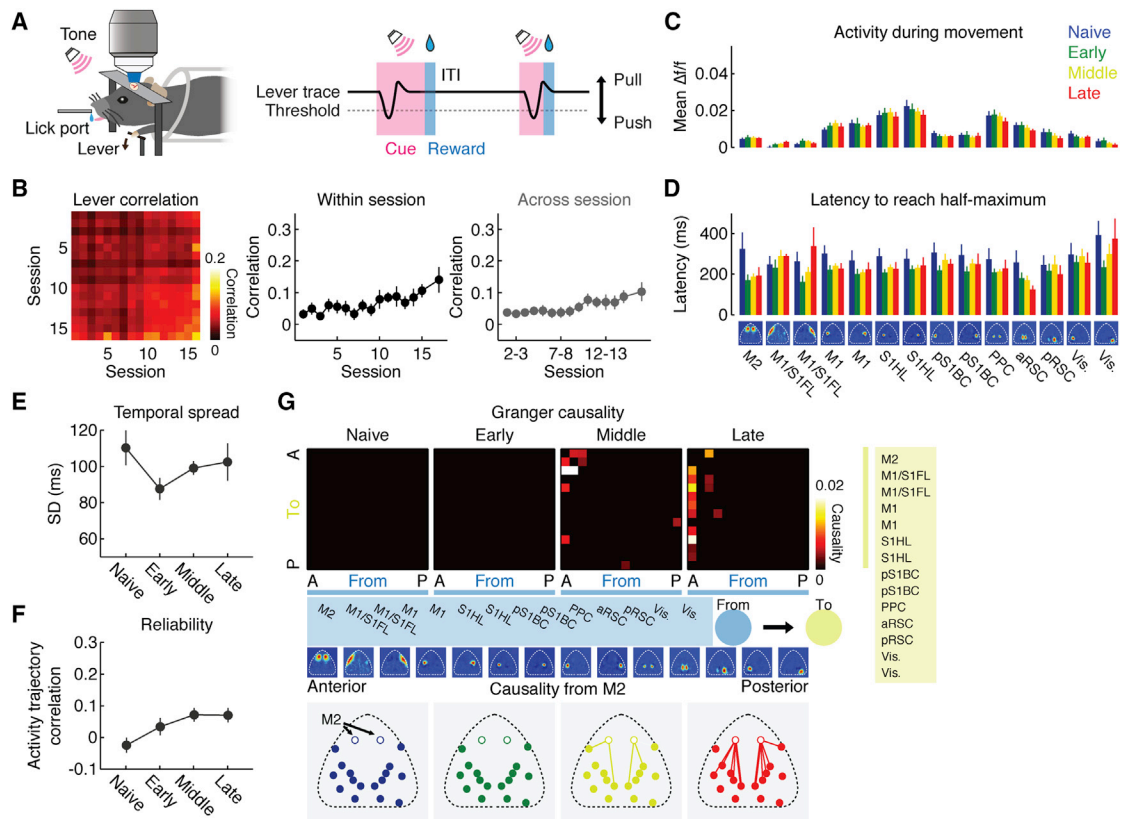 A
Tone
Lick port
Lever
ITI
Lever trace
Threshold
Pull
Push
Cue
Reward
B
Lever correlation
Session
5
10
15
5
10
15
Session
0.2
0
Correlation
Within session
Correlation
0.3
0.2
0.1
0
5
10
15
Session
Across session
Correlation
0.3
0.2
0.1
0
2-3
7-8
12-13
Session
C
Activity during movement
Naive
Early
Middle
Late
Mean Δf/f
0.04
0.02
0
D
Latency to reach half-maximum
Latency (ms)
400
200
0
M2
M1/S1FL
M1/S1FL
M1
M1
S1HL
S1HL
pS1BC
pS1BC
PPC
aRSC
pRSC
Vis.
Vis.
E
Temporal spread
SD (ms)
120
100
80
60
Naive
Early
Middle
Late
F
Reliability
Activity trajectory
correlation
0.3
0.2
0.1
0
-0.1
Naive
Early
Middle
Late
G
Granger causality
Naive
Early
Middle
Late
A
To
P
A From P
A From P
A From P
A From P
0.02
0
Causality
M2
M1/S1FL
M1/S1FL
M1
M1
S1HL
S1HL
pS1BC
pS1BC
PPC
aRSC
pRSC
Vis.
Vis.
From
To
M2
M1/S1FL
M1/S1FL
M1
M1
S1HL
S1HL
pS1BC
pS1BC
PPC
aRSC
pRSC
Vis.
Vis.
Anterior
Causality from M2
Posterior
M2